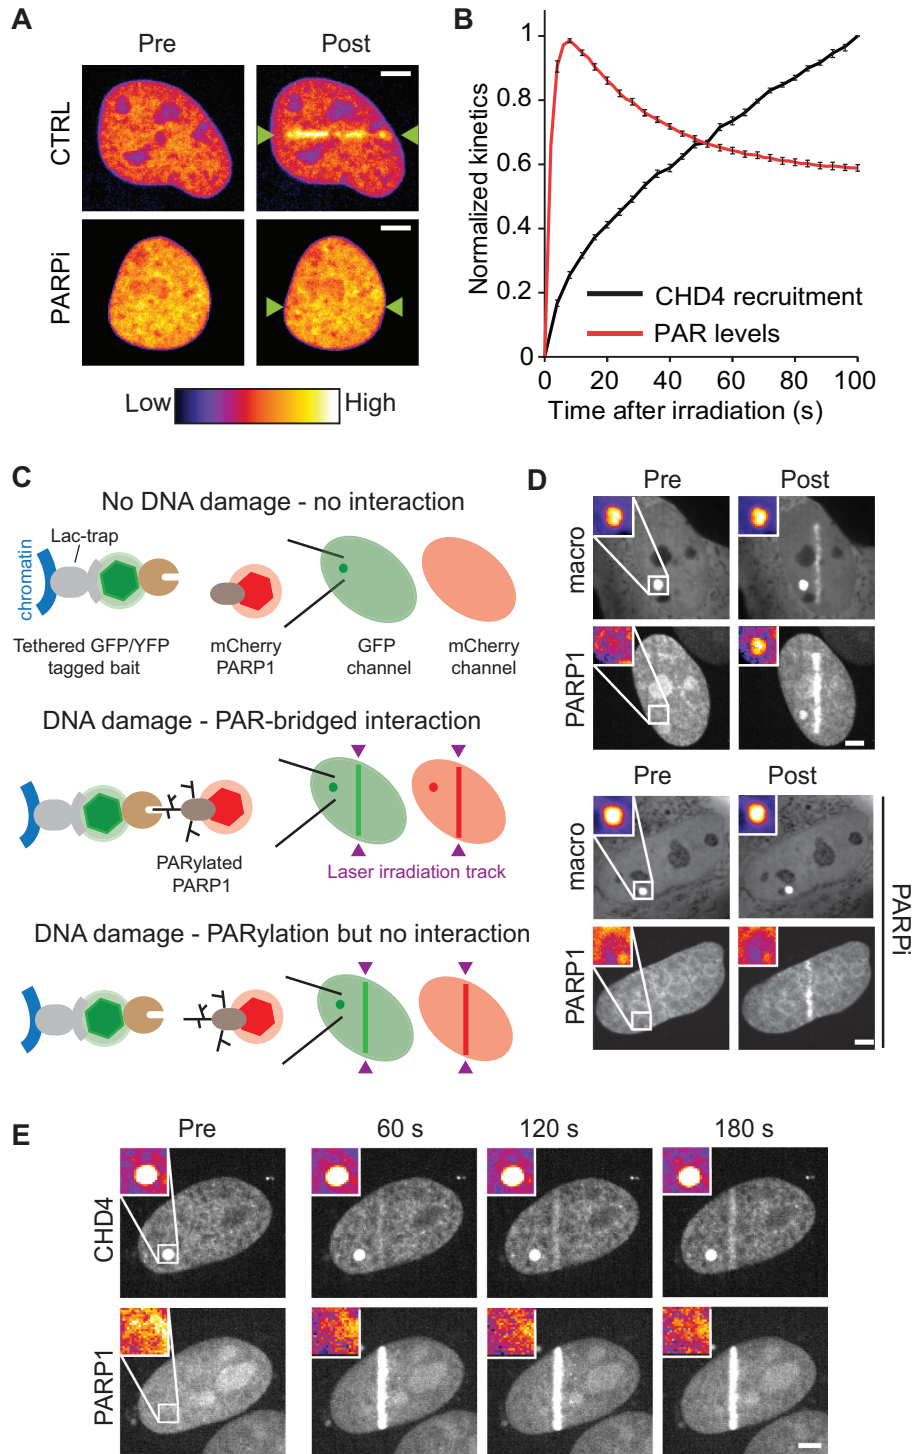 A
Pre
Post
CTRL
PARPi
Low
High
B
Normalized kinetics
1
0.8
0.6
0.4
0.2
0
CHD4 recruitment
PAR levels
0
20
40
60
80
100
Time after irradiation (s)
C
No DNA damage - no interaction
chromatin
Lac-trap
Tethered GFP/YFP
tagged bait
mCherry
PARP1
GFP
channel
mCherry
channel
DNA damage - PAR-bridged interaction
PARylated
PARP1
Laser irradiation track
DNA damage - PARylation but no interaction
D
Pre
Post
macro
PARP1
Pre
Post
macro
PARP1
PARPi
E
Pre
60 s
120 s
180 s
CHD4
PARP1